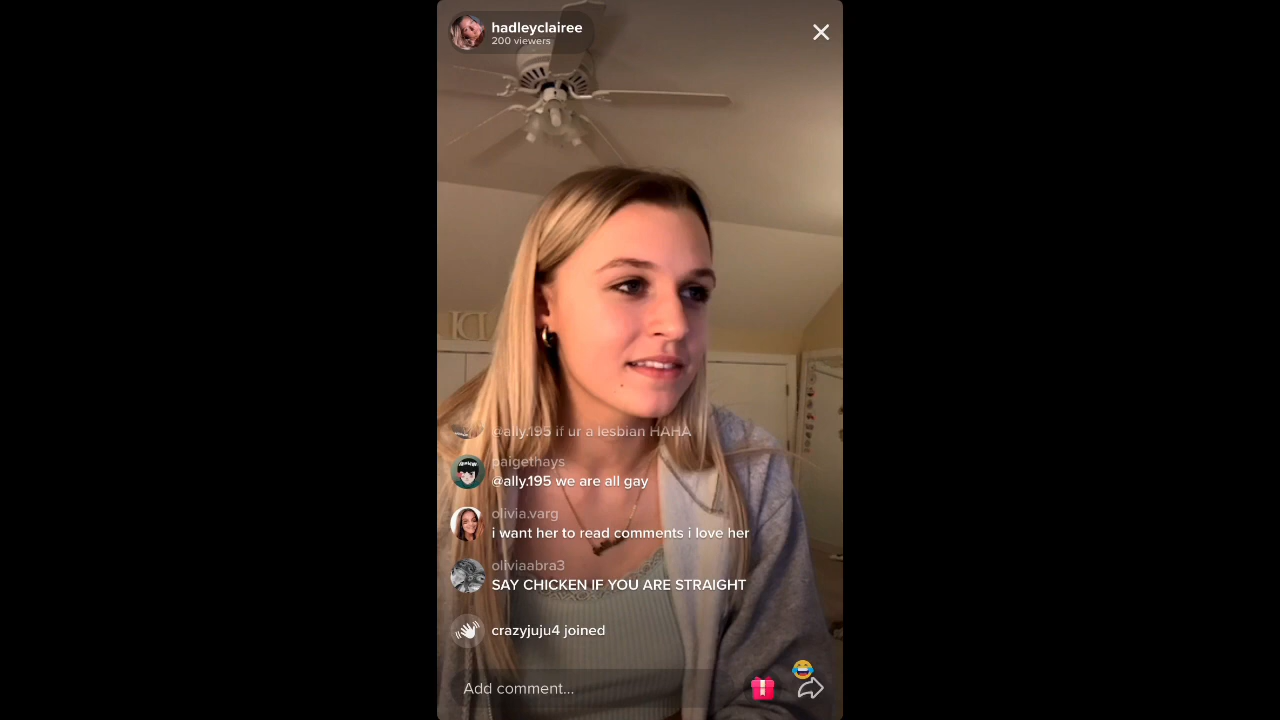 hadleyclairee
200 viewers
@ally.195 if ur a lesbian HAHA
paigethays
@ally.195 we are all gay
olivia.varg
i want her to read comments i love her
oliviaabra3
SAY CHICKEN IF YOU ARE STRAIGHT
crazyjuju4 joined
Add comment...